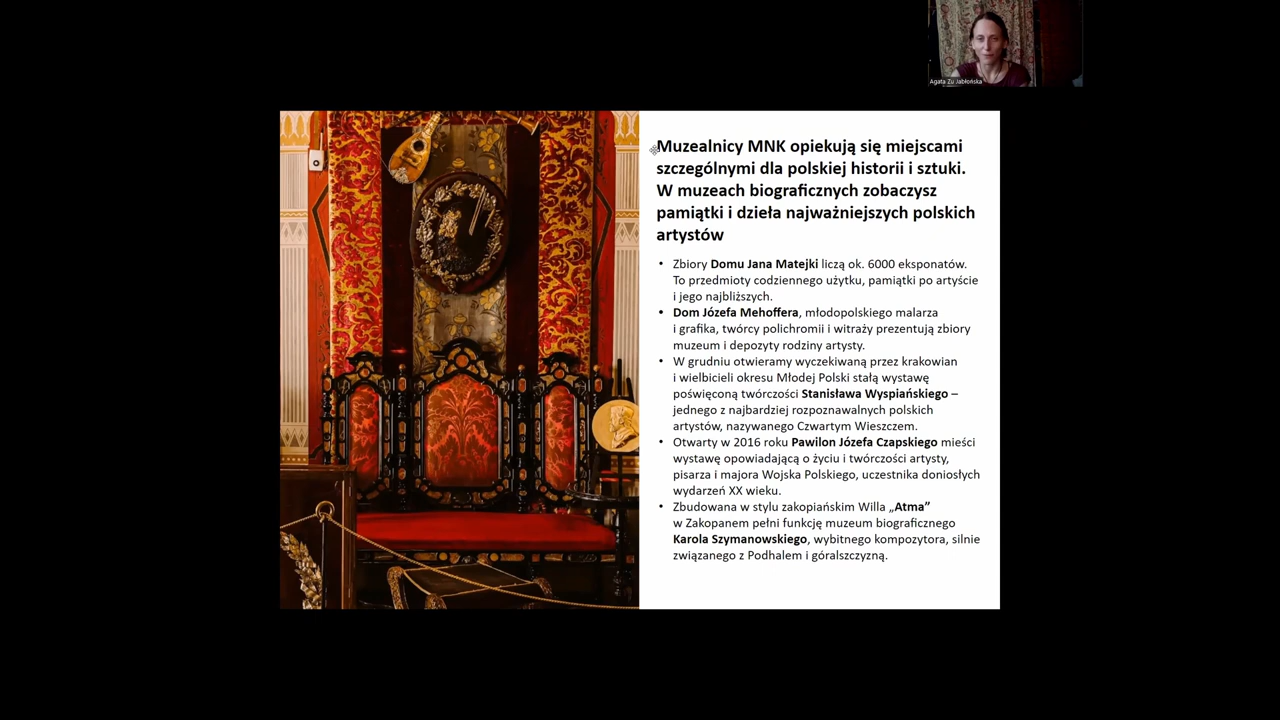 Agata Zu Jabłońska
Muzealnicy MNK opiekują się miejscami
szczególnymi dla polskiej historii i sztuki.
W muzeach biograficznych zobaczysz
pamiątki i dzieła najważniejszych polskich
artystów
• Zbiory Domu Jana Matejki liczą ok. 6000 eksponatów.
To przedmioty codziennego użytku, pamiątki po artyście
i jego najbliższych.
• Dom Józefa Mehoffera, młodopolskiego malarza
i grafika, twórcy polichromii i witraży prezentują zbiory
muzeum i depozyty rodziny artysty.
• W grudniu otwieramy wyczekiwaną przez krakowian
i wielbicieli okresu Młodej Polski stałą wystawę
poświęconą twórczości Stanisława Wyspiańskiego –
jednego z najbardziej rozpoznawalnych polskich
artystów, nazywanego Czwartym Wieszczem.
• Otwarty w 2016 roku Pawilon Józefa Czapskiego mieści
wystawę opowiadającą o życiu i twórczości artysty,
pisarza i majora Wojska Polskiego, uczestnika doniosłych
wydarzeń XX wieku.
• Zbudowana w stylu zakopiańskim Willa „Atma”
w Zakopanem pełni funkcję muzeum biograficznego
Karola Szymanowskiego, wybitnego kompozytora, silnie
związanego z Podhalem i góralszczyzną.